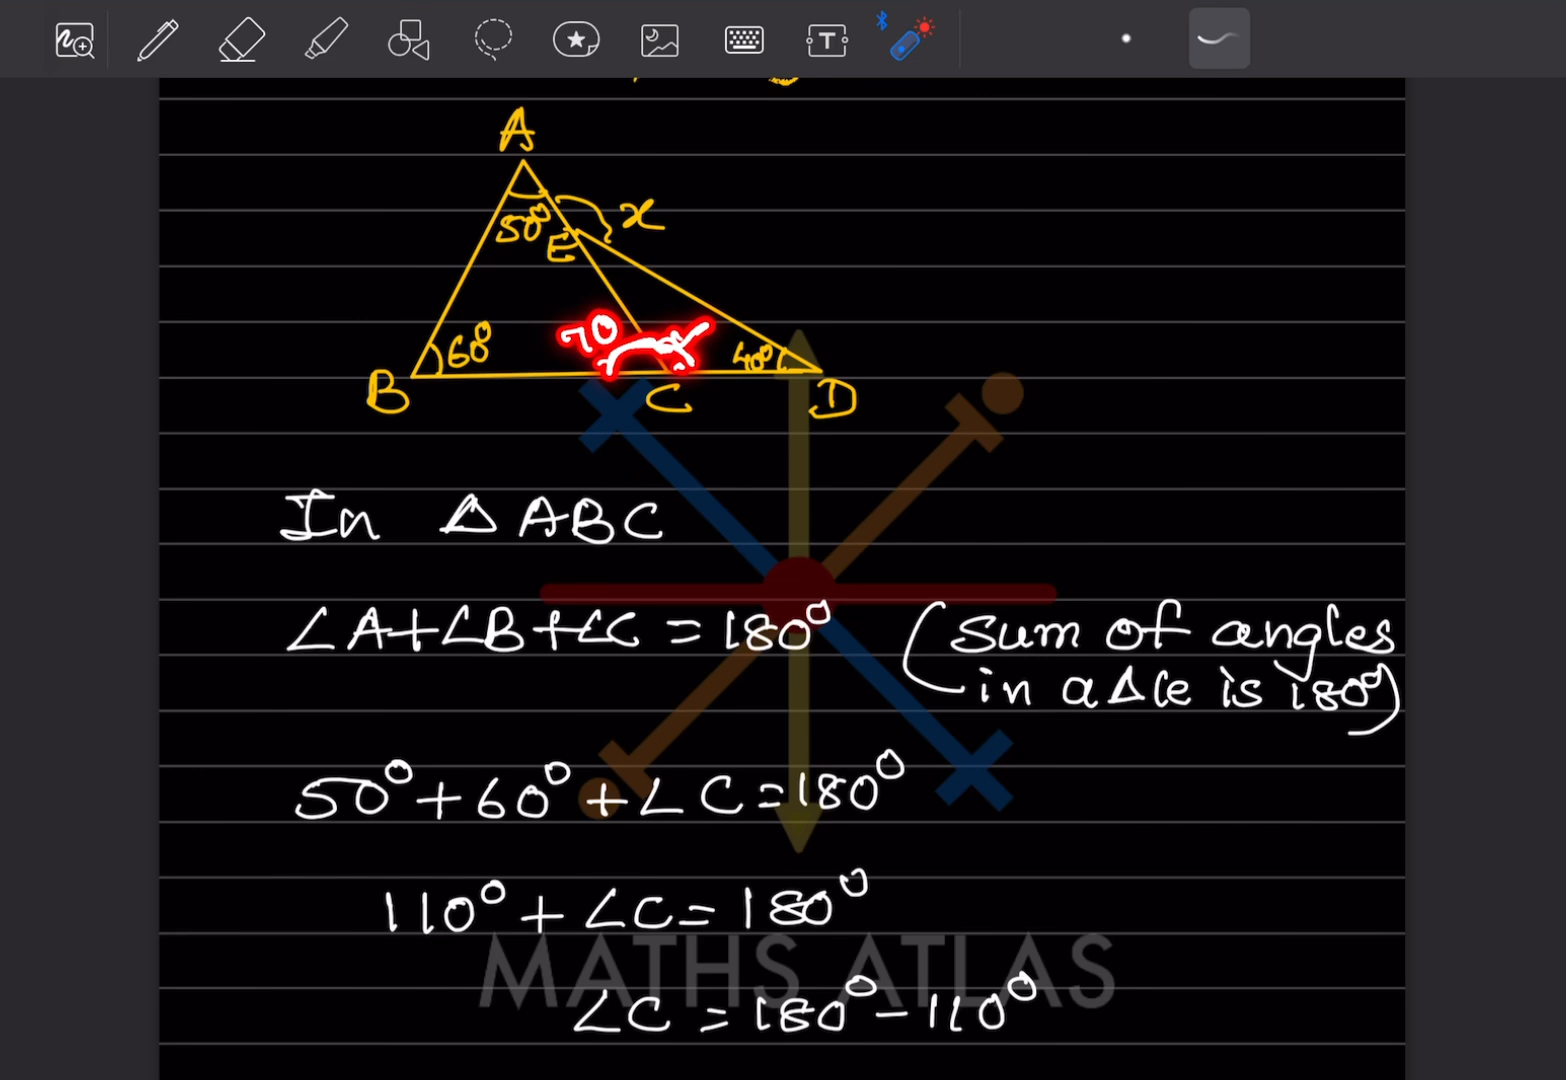 A
50°
E
x
60°
70
40°
B
C
D
In △ ABC
∠A+∠B+∠C = 180° (sum of angles
in a △le is 180°)
50°+60°+∠C=180°
110°+∠C=180°
MATHS ATLAS
∠C = 180°-110°